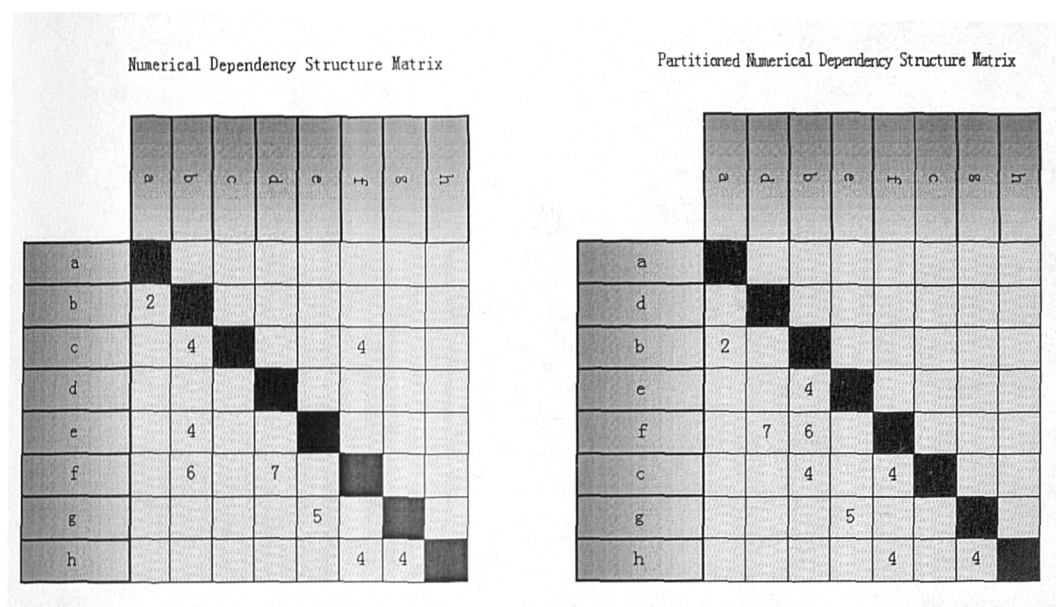 Numerical Dependency Structure Matrix
a b c d e f g h
a
b 2
c 4 4
d
e 4
f 6 7
g 5
h 4 4
Partitioned Numerical Dependency Structure Matrix
a d b e f c g h
a
d
b 2
e 4
f 7 6
c 4 4
g 5
h 4 4